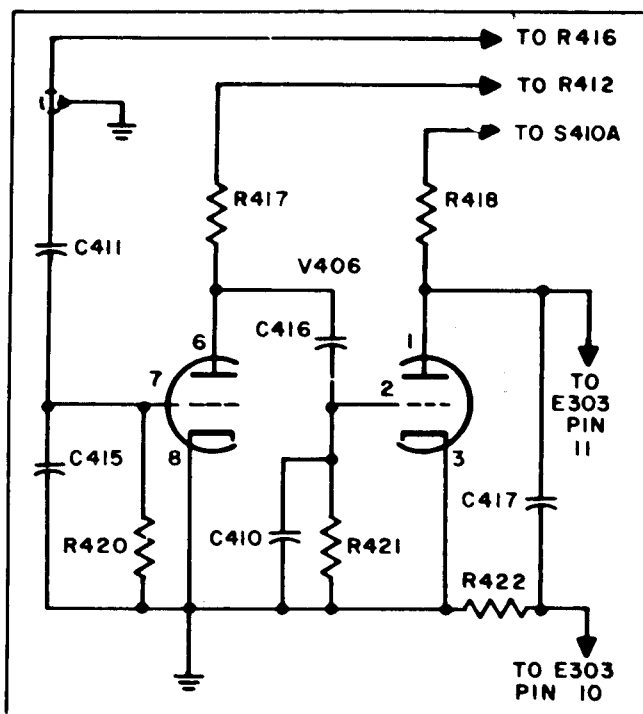 TO R416
TO R412
TO S410A
R417
R418
C411
V406
6
C416
1
7
2
TO
E303
PIN
11
8
3
C415
C417
R420
C410
R421
R422
TO E303
PIN 10